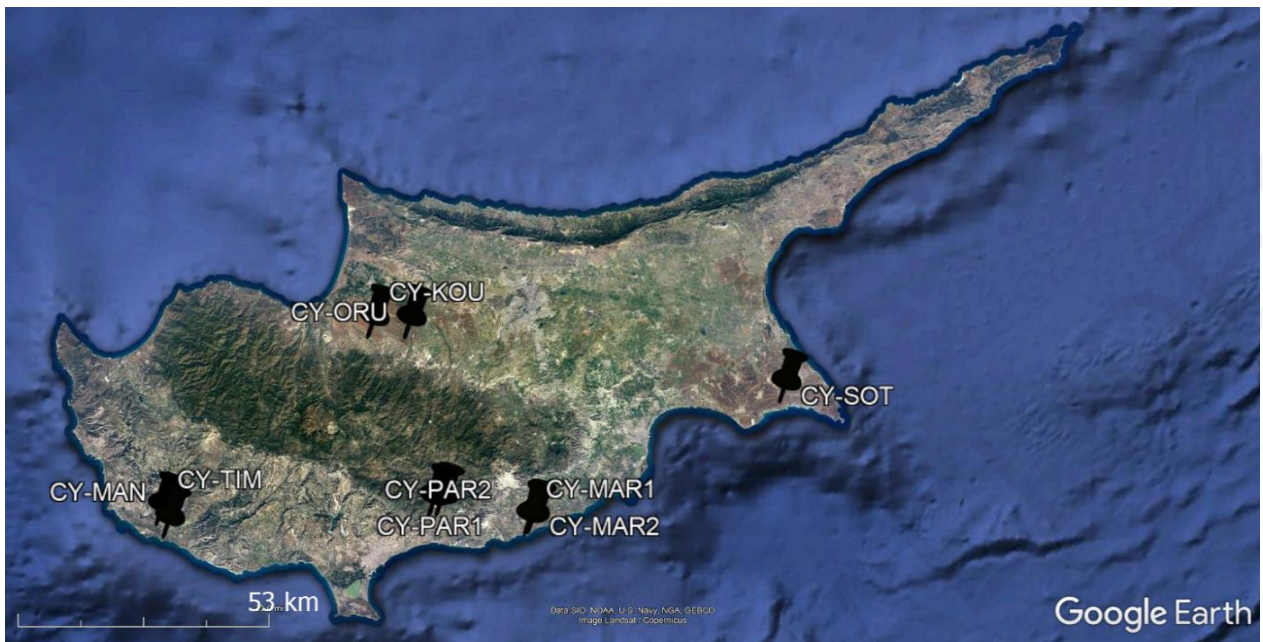 CY-KOU
CY-ORU
CY-SOT
CY-TIM
CY-MAN
CY-PAR2
CY-MAR1
CY-PAR1
CY-MAR2
53 km
Data SIO, NOAA, U.S. Navy, NGA, GEBCO
Image Landsat / Copernicus
Google Earth